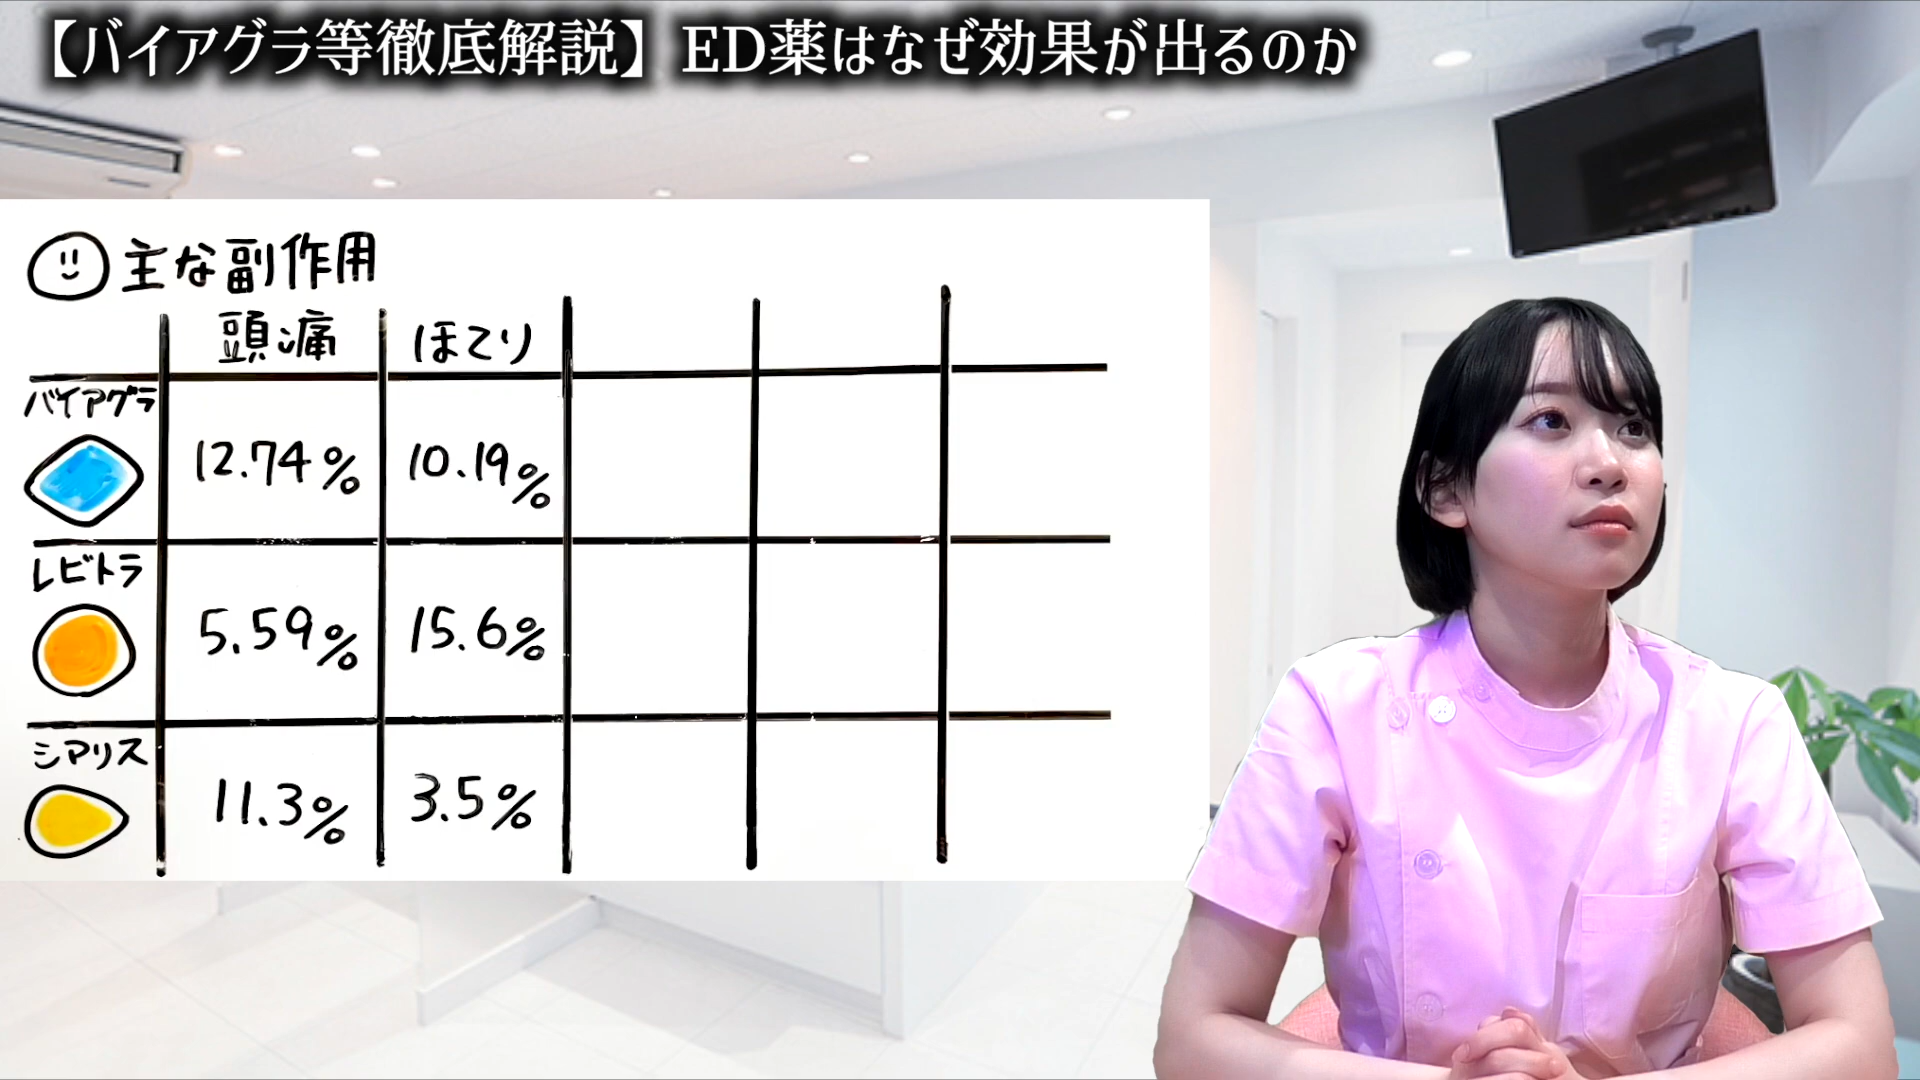 【バイアグラ等徹底解説】ED薬はなぜ効果が出るのか
主な副作用
頭痛 ほてり
バイアグラ 12.74% 10.19%
レビトラ 5.59% 15.6%
シアリス 11.3% 3.5%